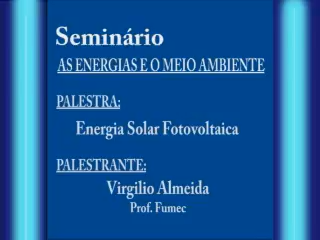 Seminário
AS ENERGIAS E O MEIO AMBIENTE
PALESTRA:
Energia Solar Fotovoltaica
PALESTRANTE:
Virgilio Almeida
Prof. Fumec